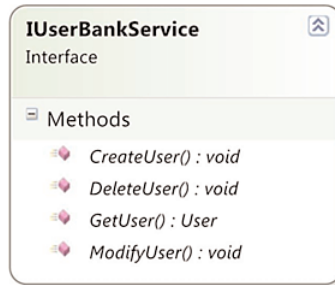 IUserBankService
Interface
Methods
CreateUser() : void
DeleteUser() : void
GetUser() : User
ModifyUser() : void